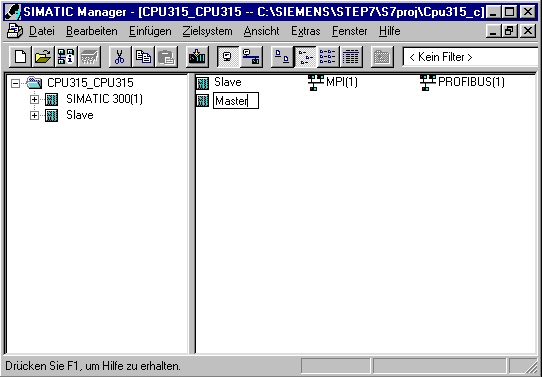 SIMATIC Manager - [CPU315_CPU315 -- C:\SIEMENS\STEP7\S7proj\Cpu315_c]
Datei Bearbeiten Einfügen Zielsystem Ansicht Extras Fenster Hilfe
< Kein Filter >
CPU315_CPU315
SIMATIC 300(1)
Slave
Slave MPI(1) PROFIBUS(1)
Master
Drücken Sie F1, um Hilfe zu erhalten.